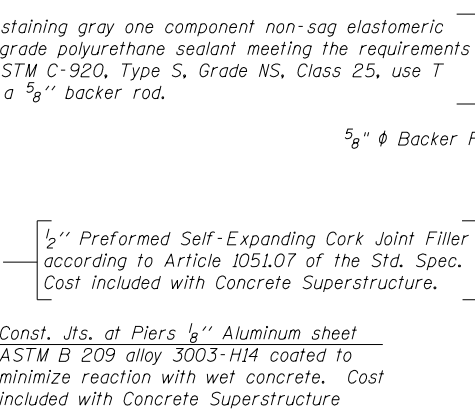 staining gray one component non-sag elastomeric
grade polyurethane sealant meeting the requirements
STM C-920, Type S, Grade NS, Class 25, use T
a 5/8'' backer rod.
5/8" ϕ Backer
1/2'' Preformed Self-Expanding Cork Joint Filler
according to Article 1051.07 of the Std. Spec.
Cost included with Concrete Superstructure.
Const. Jts. at Piers 1/8'' Aluminum sheet
ASTM B 209 alloy 3003-H14 coated to
minimize reaction with wet concrete. Cost
included with Concrete Superstructure